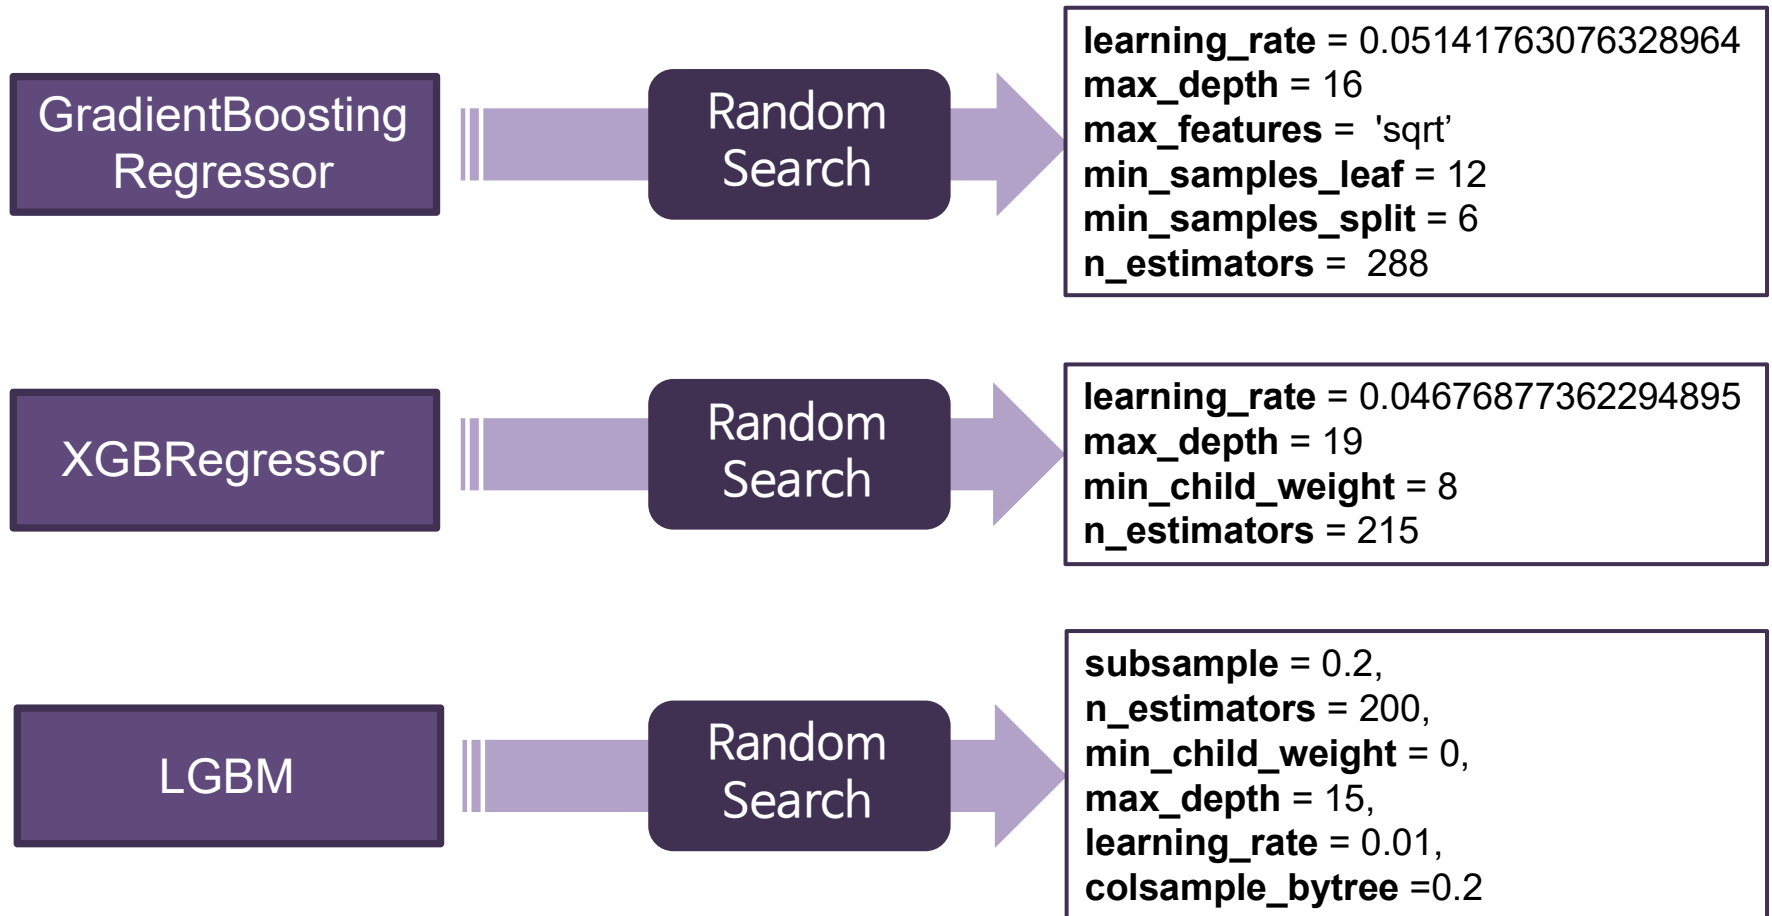 GradientBoosting
Regressor
Random
Search
learning_rate = 0.05141763076328964
max_depth = 16
max_features =  'sqrt’
min_samples_leaf = 12
min_samples_split = 6
n_estimators =  288
XGBRegressor
Random
Search
learning_rate = 0.04676877362294895
max_depth = 19
min_child_weight = 8
n_estimators = 215
LGBM
Random
Search
subsample = 0.2,
n_estimators = 200,
min_child_weight = 0,
max_depth = 15,
learning_rate = 0.01,
colsample_bytree =0.2